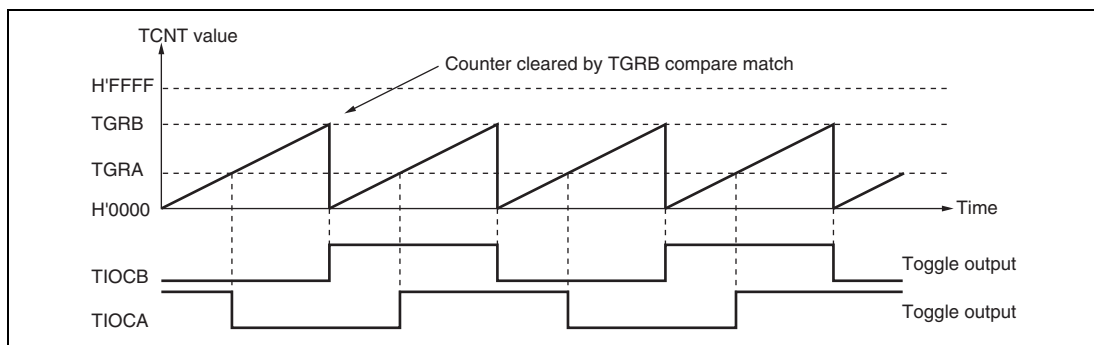 TCNT value
Counter cleared by TGRB compare match
H'FFFF
TGRB
TGRA
H'0000
Time
TIOCB
Toggle output
TIOCA
Toggle output